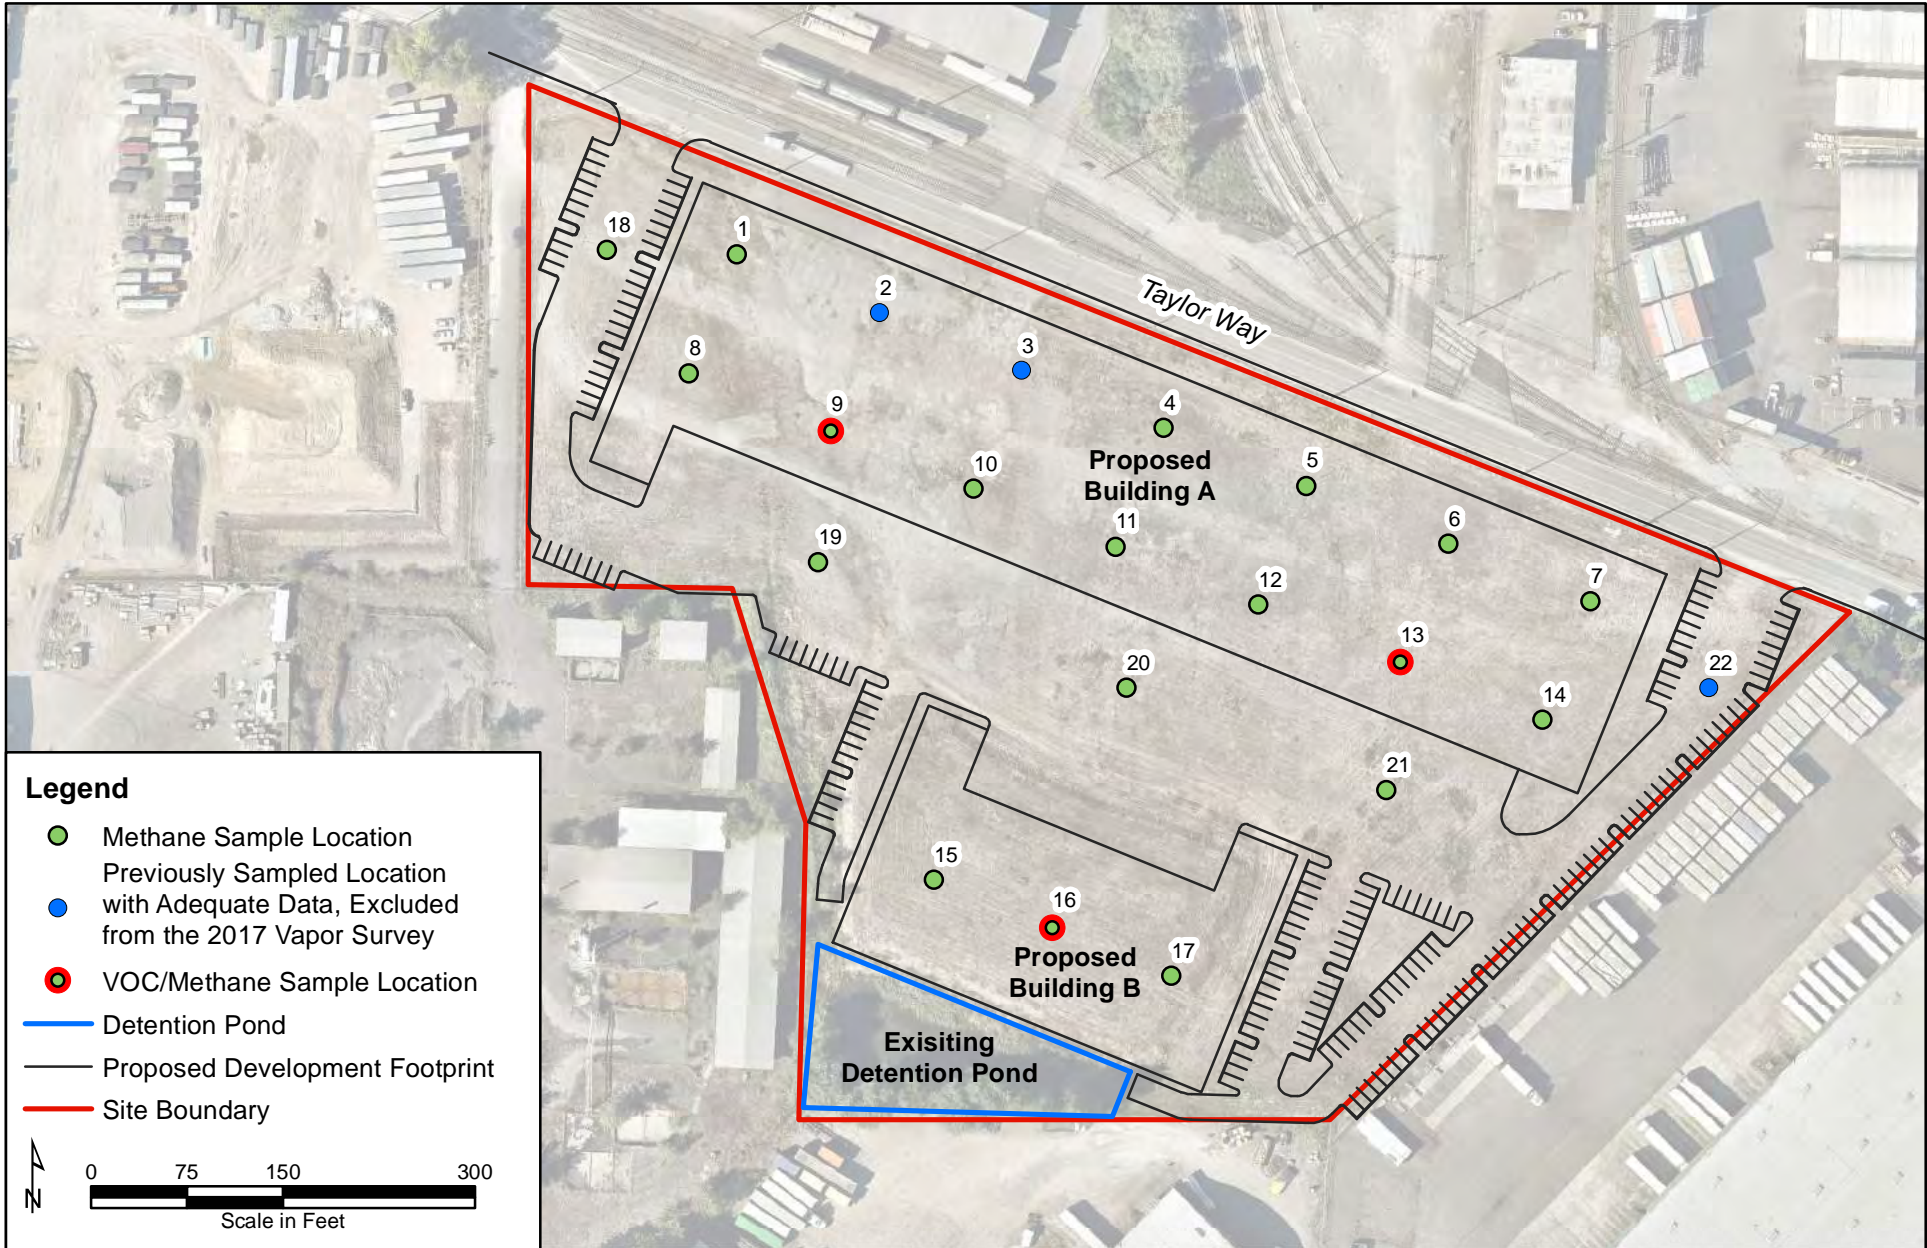 18
1
2
Taylor Way
3
8
4
9
Proposed
Building A
5
10
6
11
19
7
12
13
20
22
14
21
15
16
Proposed
Building B
17
Exisiting
Detention Pond
Legend
Methane Sample Location
Previously Sampled Location
with Adequate Data, Excluded
from the 2017 Vapor Survey
VOC/Methane Sample Location
Detention Pond
Proposed Development Footprint
Site Boundary
N
0 75 150 300
Scale in Feet